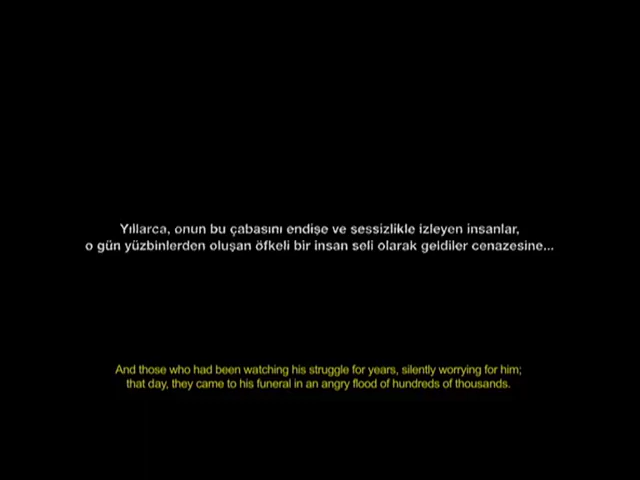 Yıllarca, onun bu çabasını endişe ve sessizlikle izleyen insanlar,
o gün yüzbinlerden oluşan öfkeli bir insan seli olarak geldiler cenazesine...
And those who had been watching his struggle for years, silently worrying for him;
that day, they came to his funeral in an angry flood of hundreds of thousands.